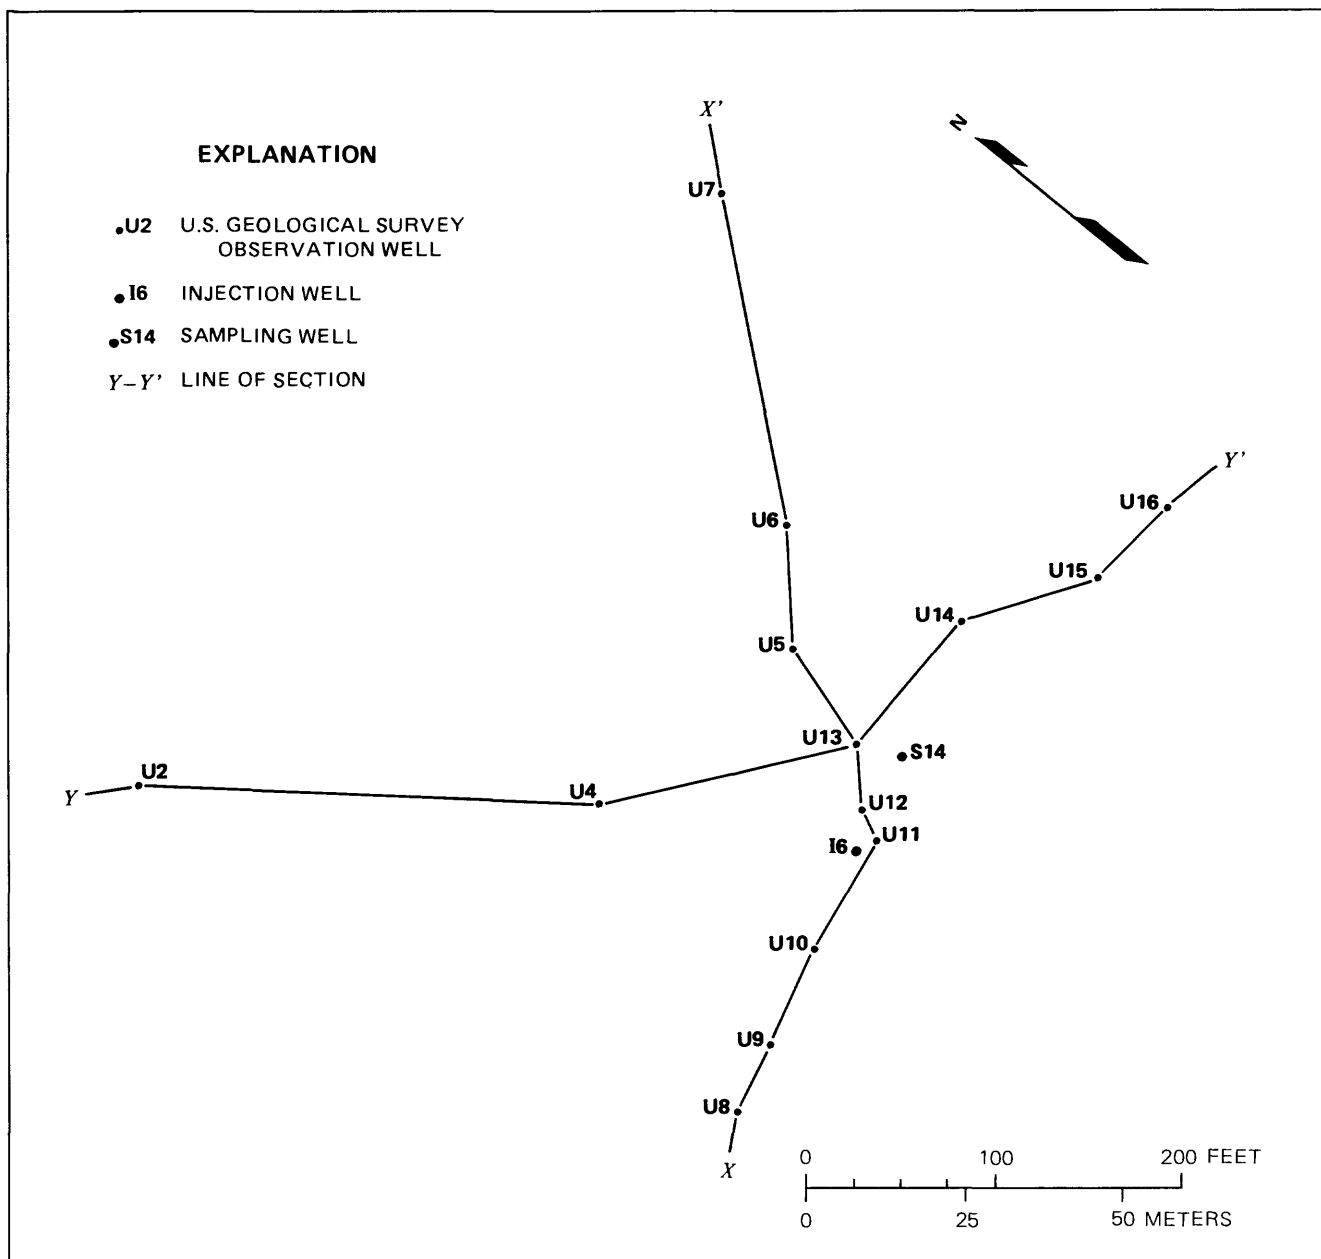 X'
N
EXPLANATION
U7
U2 U.S. GEOLOGICAL SURVEY
OBSERVATION WELL
I6 INJECTION WELL
S14 SAMPLING WELL
Y–Y' LINE OF SECTION
Y'
U16
U6
U15
U14
U5
U13
S14
U2
Y
U4
U12
U11
I6
U10
U9
U8
X
0 100 200 FEET
0 25 50 METERS